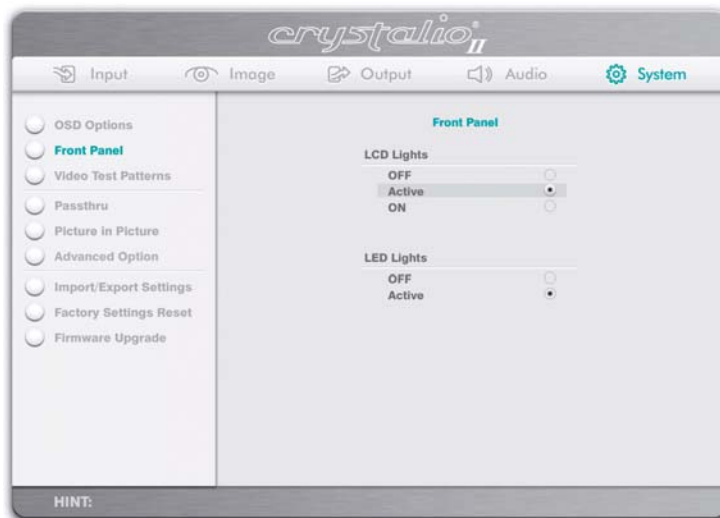 crystalio® II
Input Image Output Audio System
OSD Options
Front Panel
Video Test Patterns
Passthru
Picture in Picture
Advanced Option
Import/Export Settings
Factory Settings Reset
Firmware Upgrade
Front Panel
LCD Lights
OFF
Active
ON
LED Lights
OFF
Active
HINT: